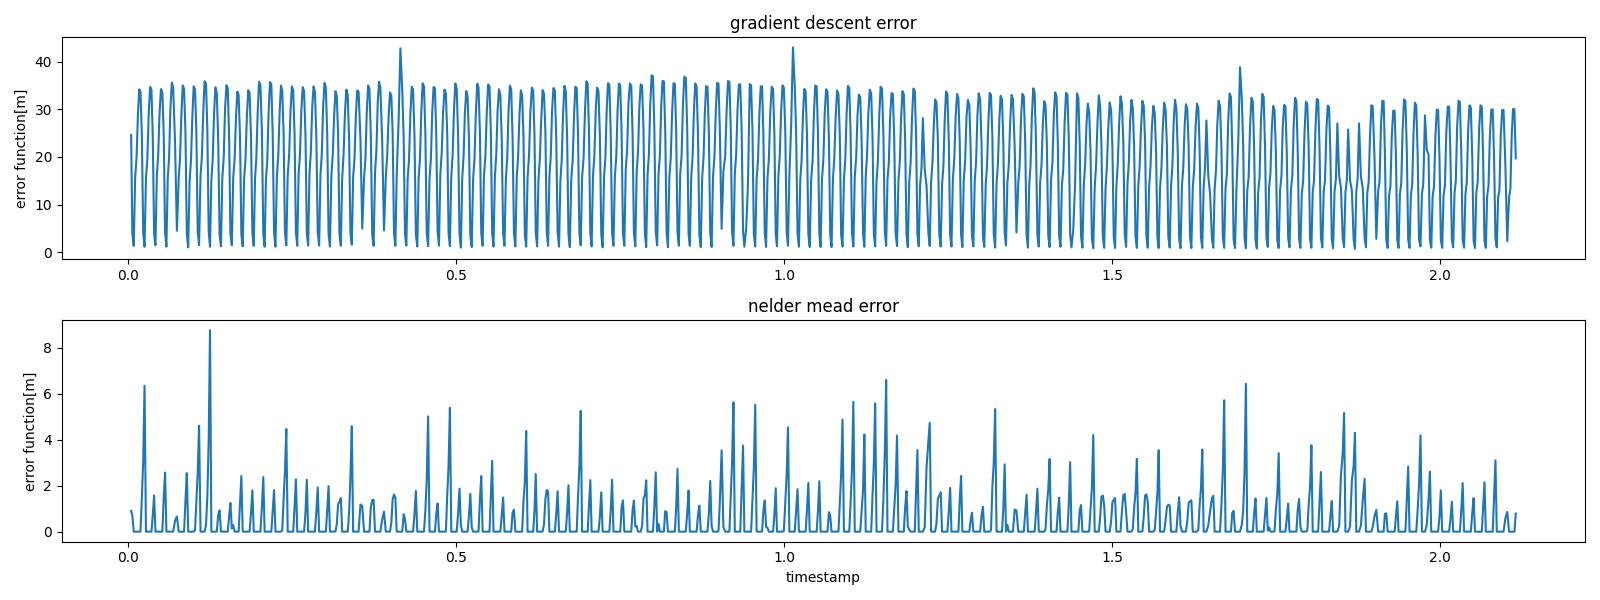 gradient descent error
error function[m]
40
30
20
10
0
0.0 0.5 1.0 1.5 2.0
nelder mead error
error function[m]
8
6
4
2
0
0.0 0.5 1.0 1.5 2.0
timestamp